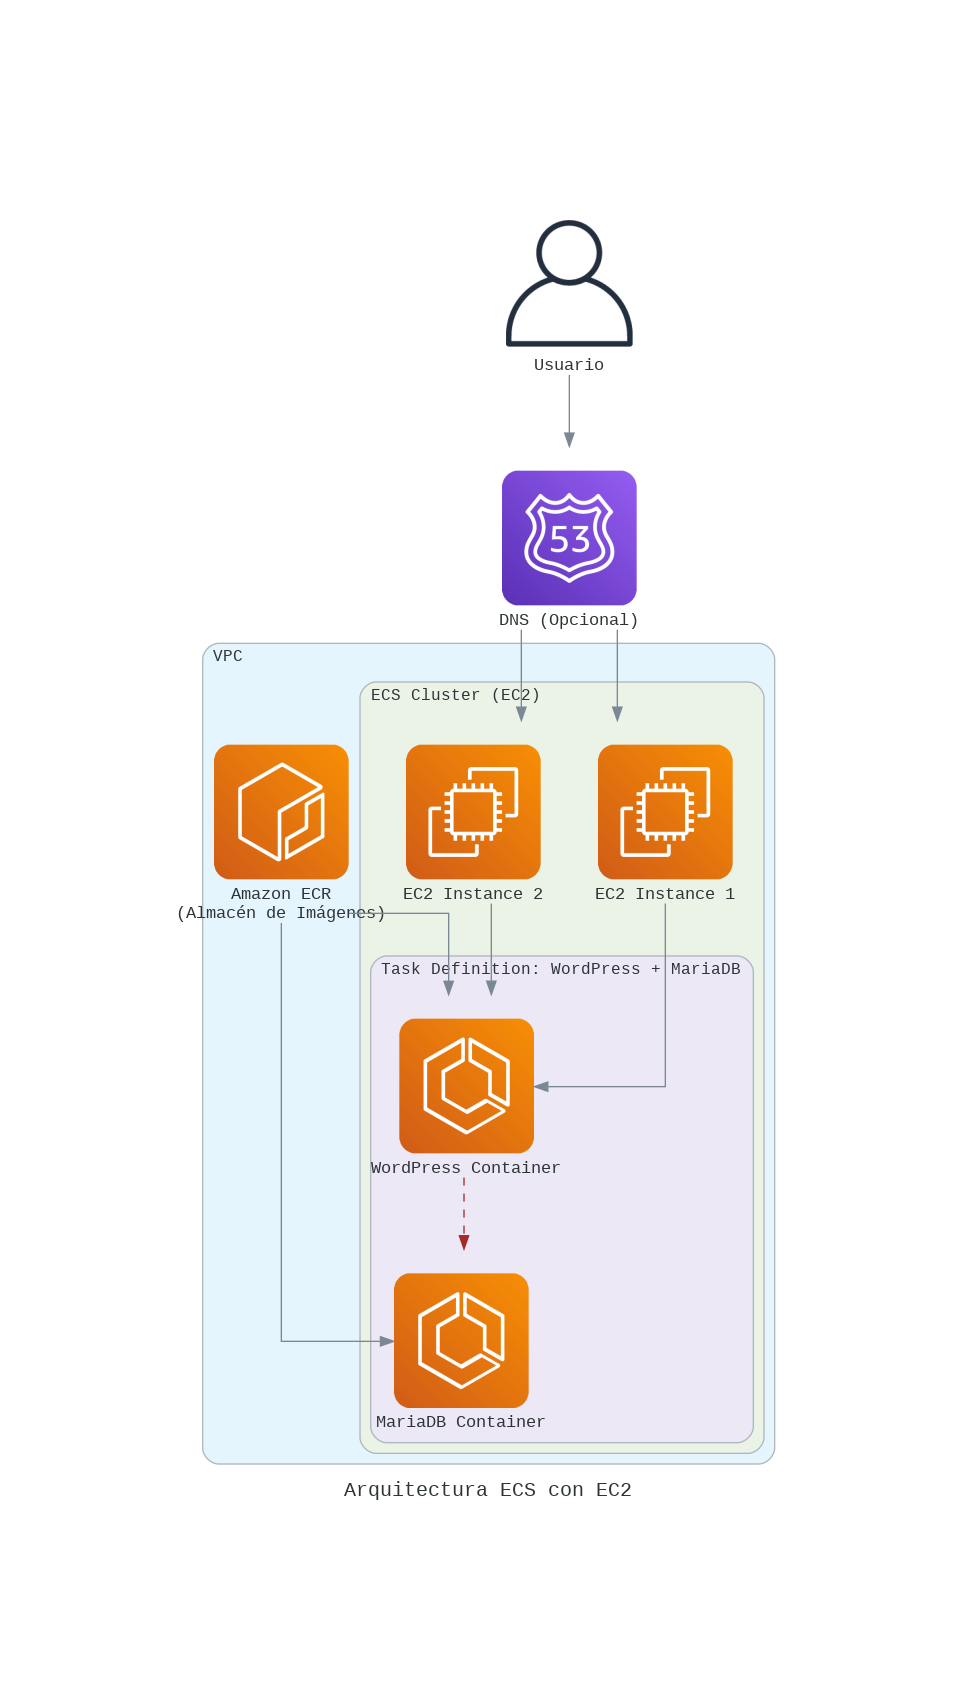 Usuario
53
DNS (Opcional)
VPC
ECS Cluster (EC2)
Amazon ECR
(Almacén de Imágenes)
EC2 Instance 2
EC2 Instance 1
Task Definition: WordPress + MariaDB
WordPress Container
MariaDB Container
Arquitectura ECS con EC2